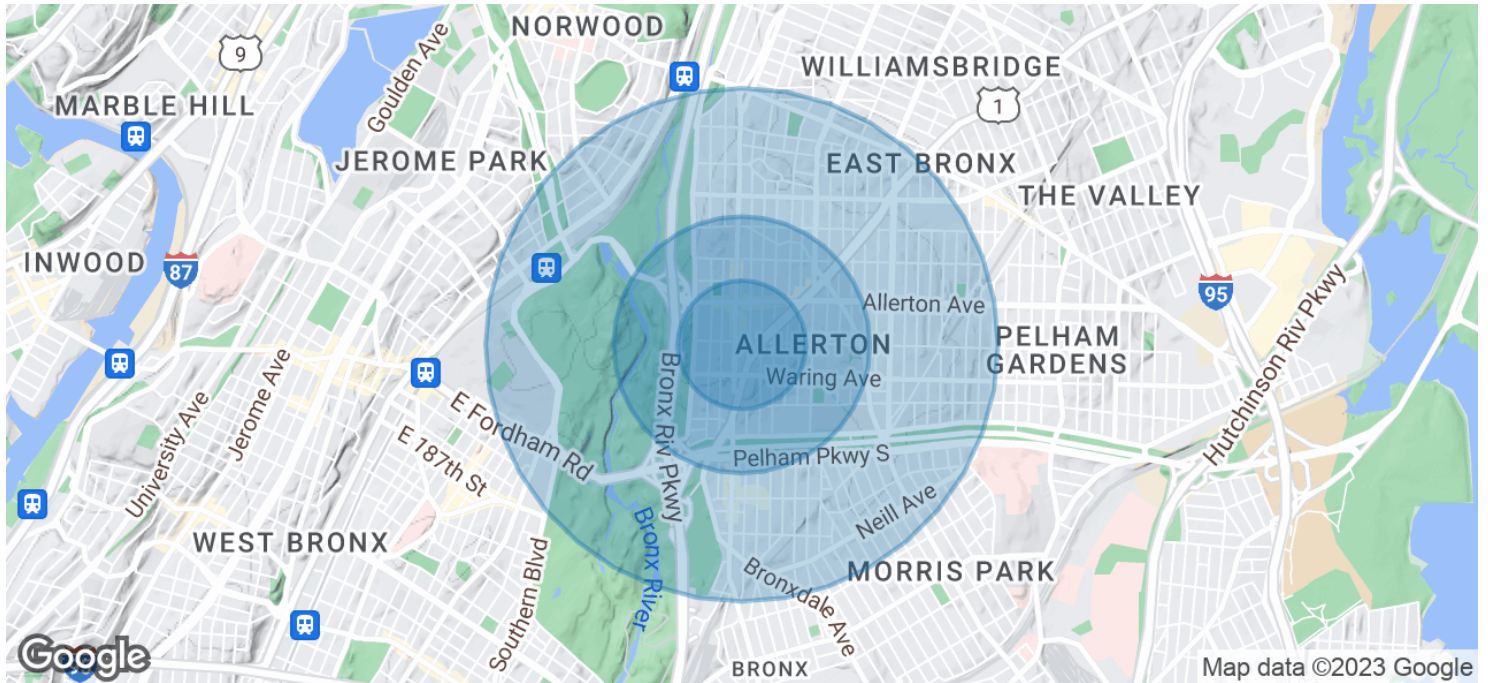 NORWOOD
9
WILLIAMSBRIDGE
MARBLE HILL
Goulden Ave
1
JEROME PARK
EAST BRONX
THE VALLEY
INWOOD
87
95
Allerton Ave
Hutchinson Riv Pkwy
ALLERTON
PELHAM
GARDENS
Waring Ave
Bronx Riv Pkwy
University Ave
Jerome Ave
E Fordham Rd
E 187th St
Pelham Pkwy S
Neill Ave
WEST BRONX
Southern Blvd
Bronx River
Bronxdale Ave
MORRIS PARK
BRONX
Google
Map data ©2023 Google